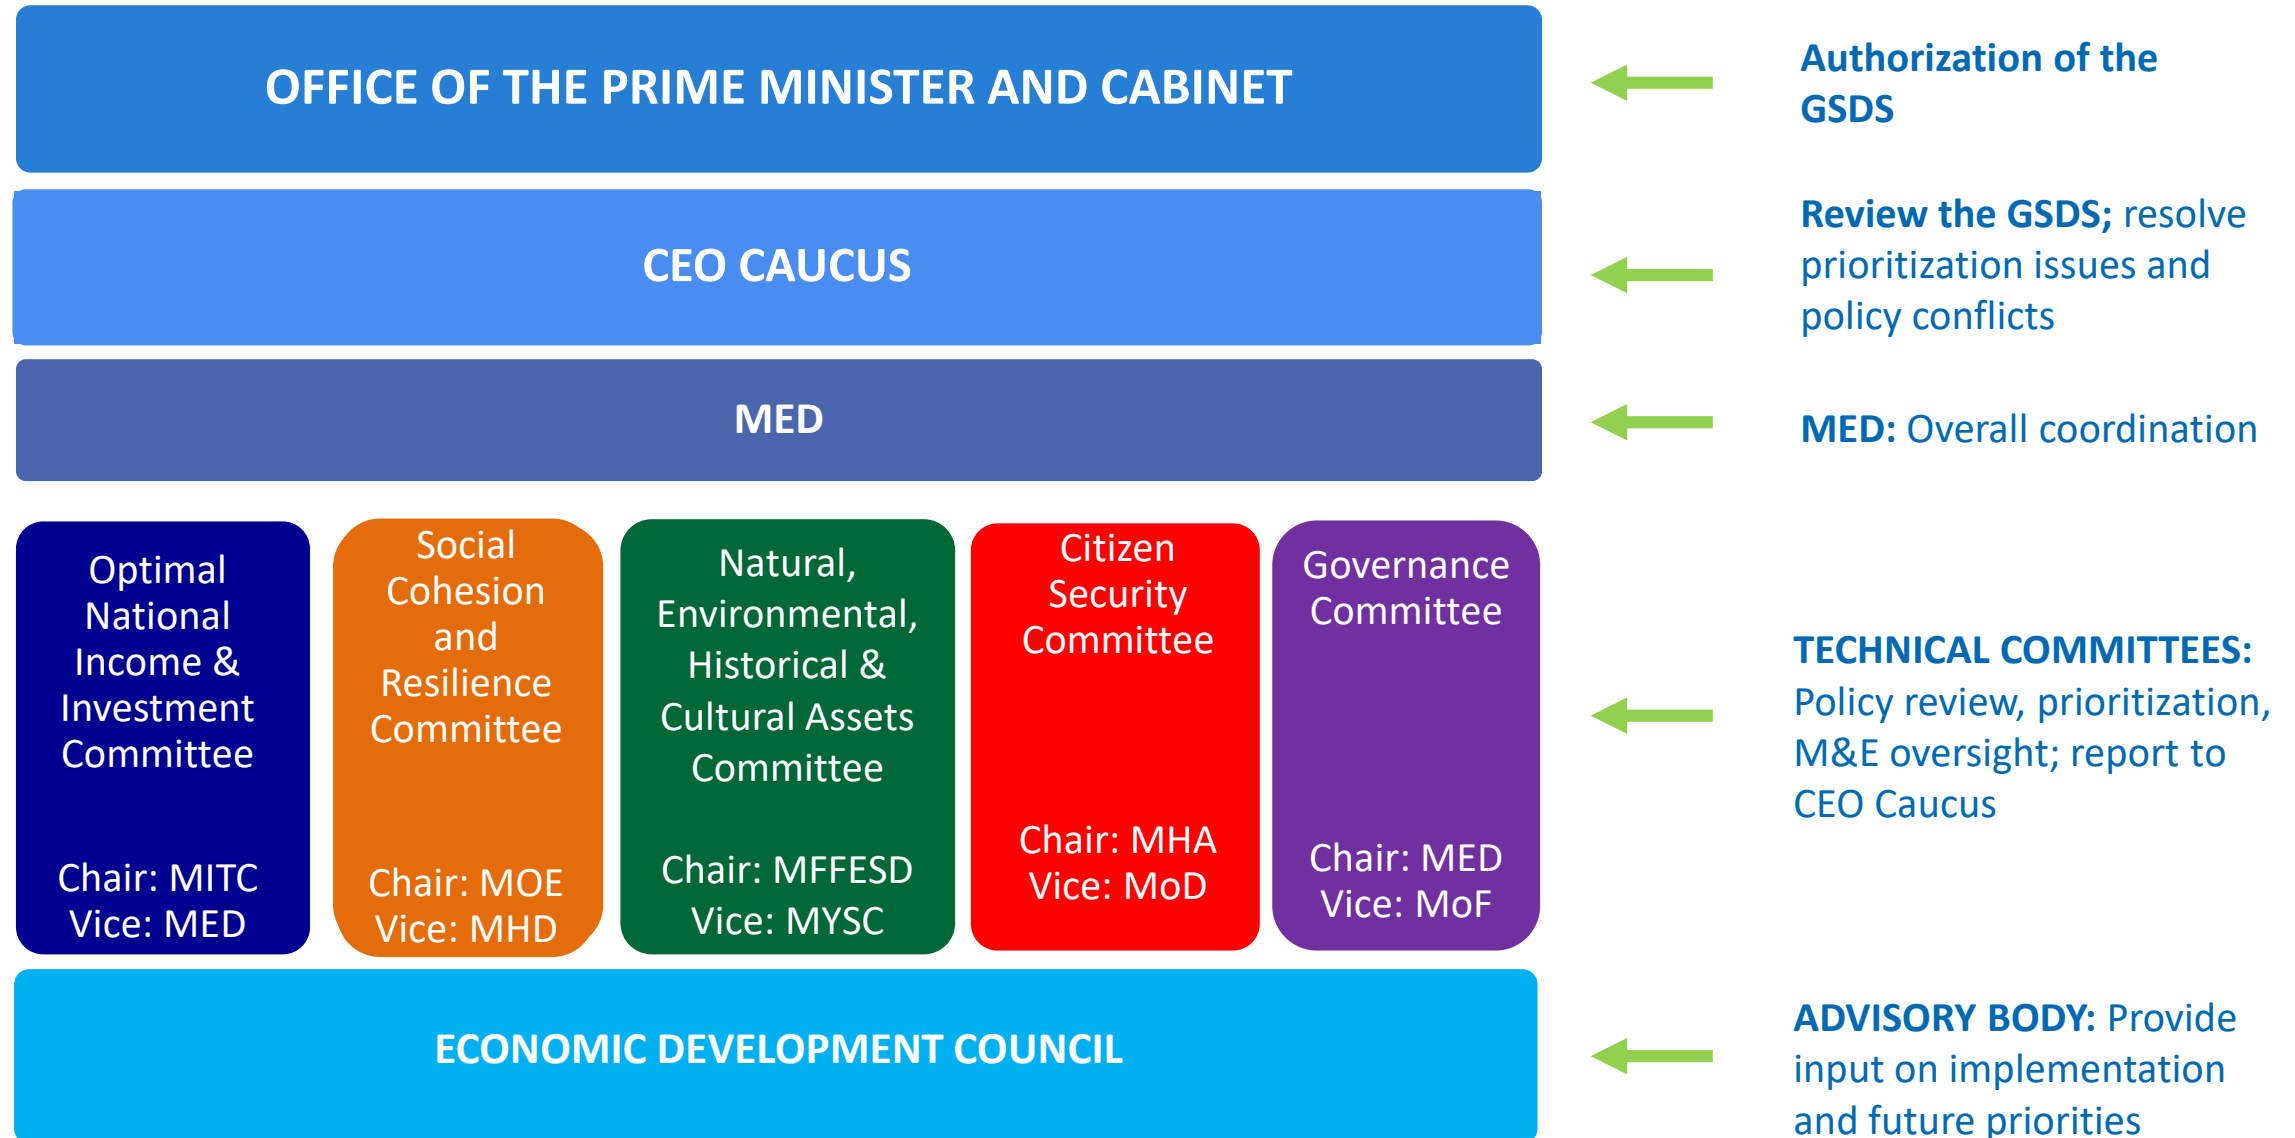 OFFICE OF THE PRIME MINISTER AND CABINET
Authorization of the
GSDS
CEO CAUCUS
Review the GSDS; resolve
prioritization issues and
policy conflicts
MED
MED: Overall coordination
Optimal
National
Income &
Investment
Committee
Chair: MITC
Vice: MED
Social
Cohesion
and
Resilience
Committee
Chair: MOE
Vice: MHD
Natural,
Environmental,
Historical &
Cultural Assets
Committee
Chair: MFFESD
Vice: MYSC
Citizen
Security
Committee
Chair: MHA
Vice: MoD
Governance
Committee
Chair: MED
Vice: MoF
TECHNICAL COMMITTEES:
Policy review, prioritization,
M&E oversight; report to
CEO Caucus
ECONOMIC DEVELOPMENT COUNCIL
ADVISORY BODY: Provide
input on implementation
and future priorities